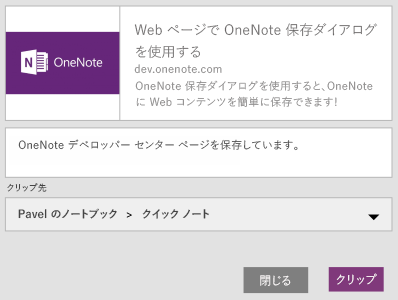 Web ページで OneNote 保存ダイアログ
を使用する
dev.onenote.com
OneNote 保存ダイアログを使用すると、OneNote
に Web コンテンツを簡単に保存できます!
N OneNote
OneNote デベロッパー センター ページを保存しています。
クリップ先
Pavel のノートブック > クイック ノート
閉じる クリップ